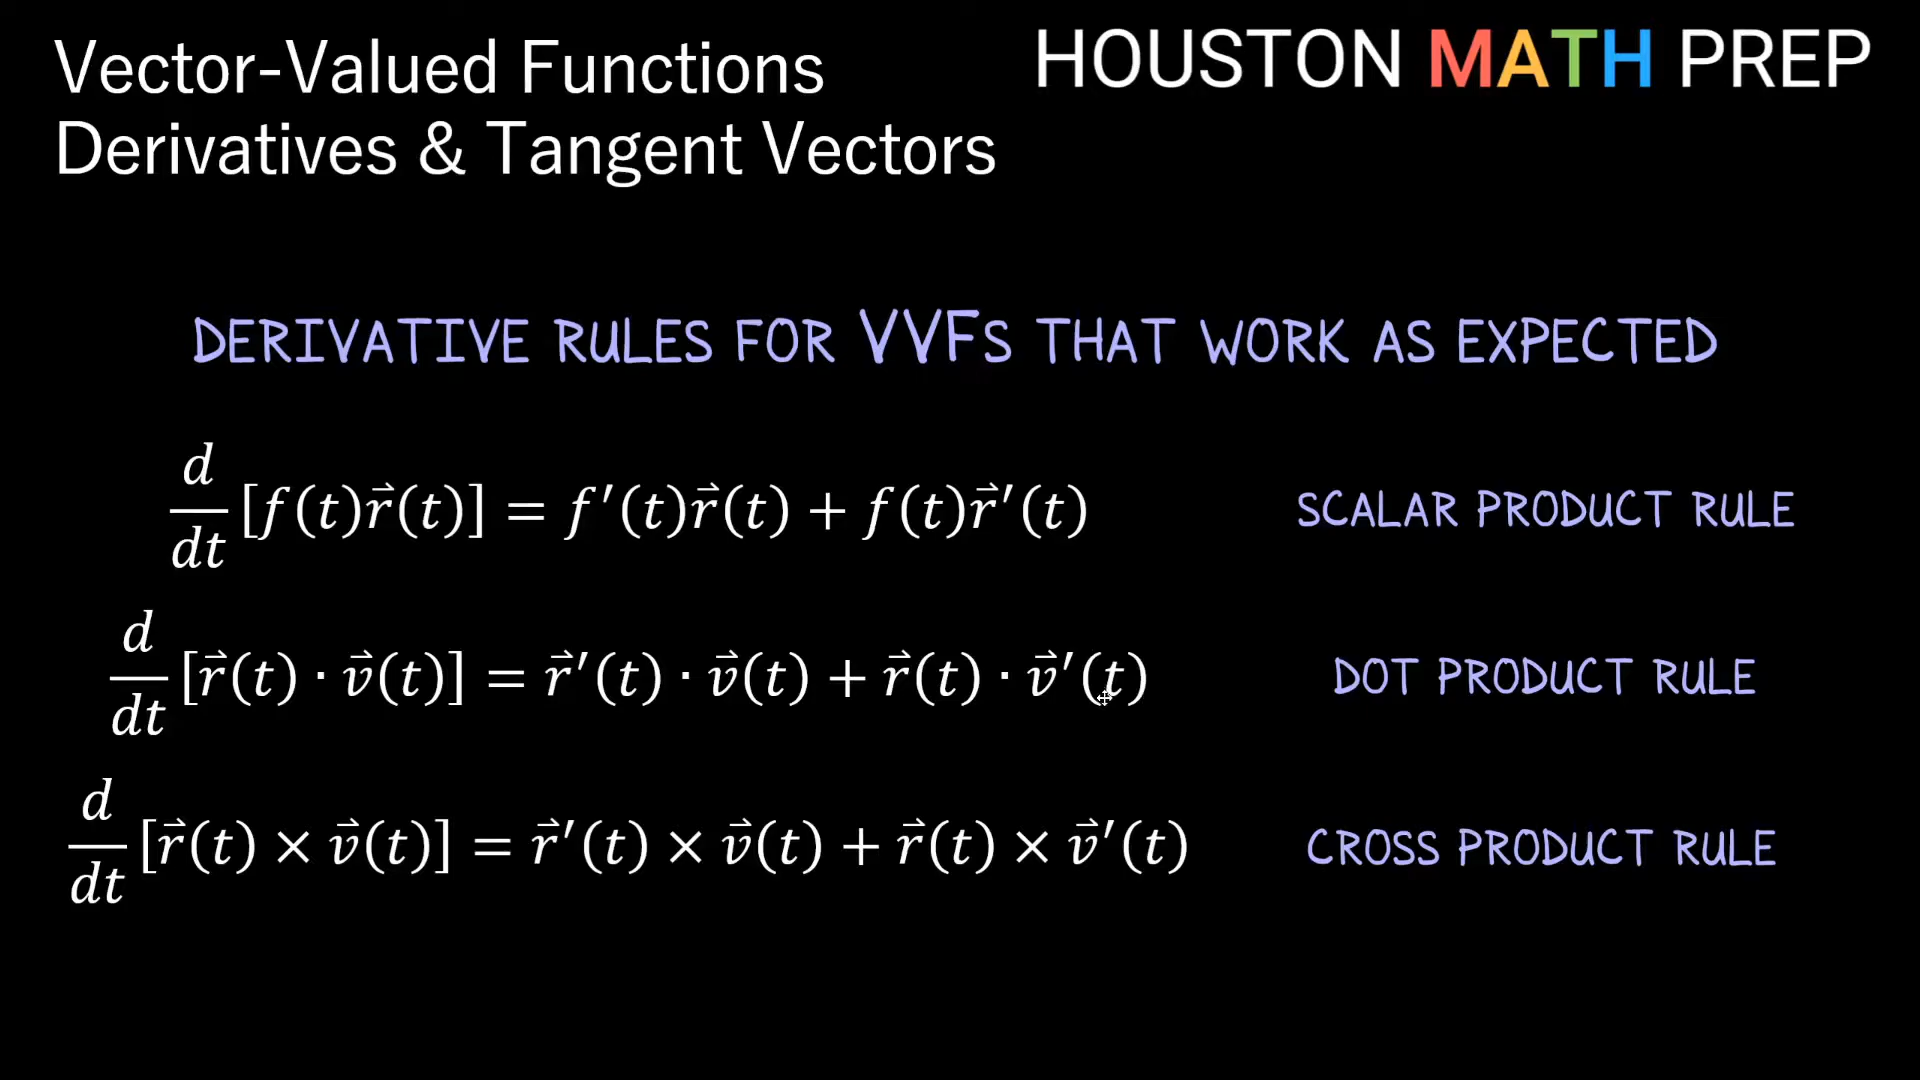 Vector-Valued Functions
Derivatives & Tangent Vectors
HOUSTON MATH PREP
DERIVATIVE RULES FOR VVFS THAT WORK AS EXPECTED
d/dt [f(t)r⃗(t)] = f′(t)r⃗(t) + f(t)r⃗′(t) SCALAR PRODUCT RULE
d/dt [r⃗(t) · v⃗(t)] = r⃗′(t) · v⃗(t) + r⃗(t) · v⃗′(t) DOT PRODUCT RULE
d/dt [r⃗(t) × v⃗(t)] = r⃗′(t) × v⃗(t) + r⃗(t) × v⃗′(t) CROSS PRODUCT RULE